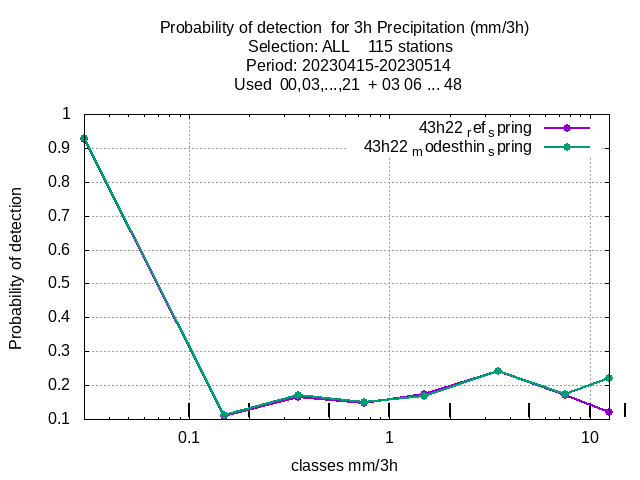 Probability of detection  for 3h Precipitation (mm/3h)
Selection: ALL    115 stations
Period: 20230415-20230514
Used  00,03,...,21  + 03 06 ... 48
43h22 ref spring
43h22 modesthin spring
1
0.9
0.8
0.7
0.6
0.5
0.4
0.3
0.2
0.1
Probability of detection
0.1 1 10
classes mm/3h